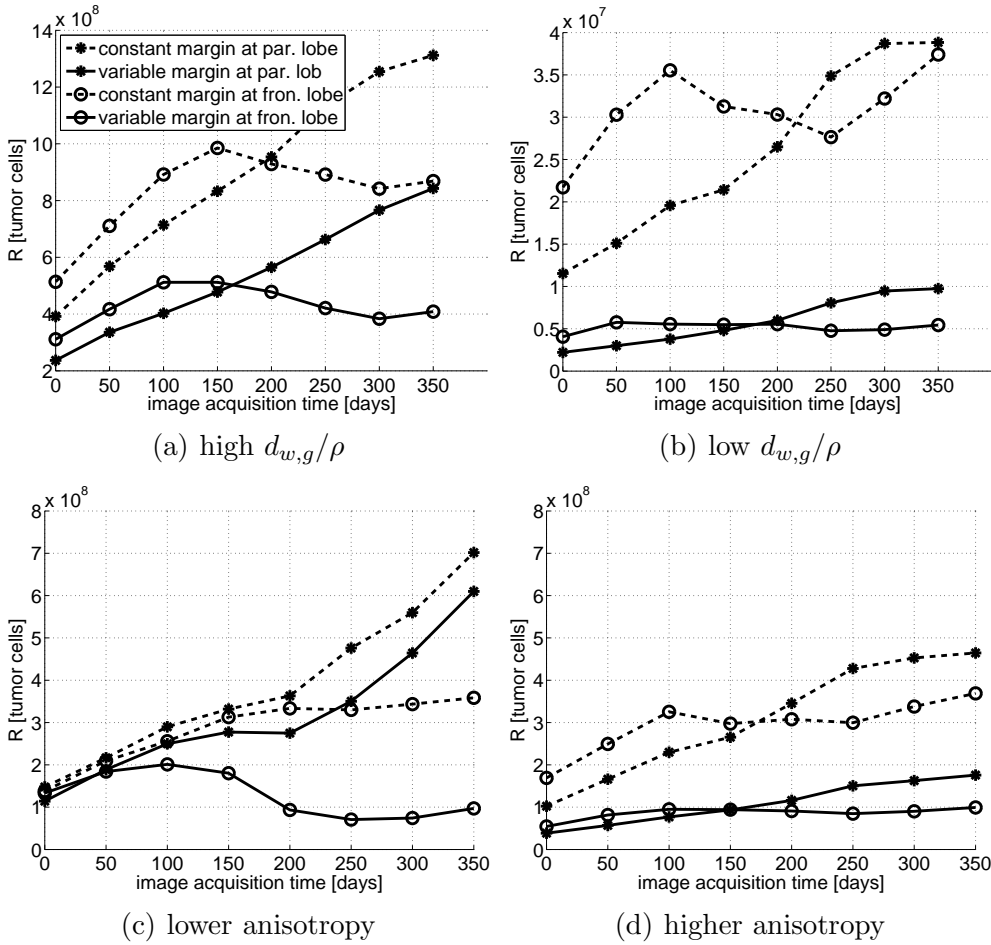 x 10^8
14
12
10
8
6
4
2
R [tumor cells]
constant margin at par. lobe
variable margin at par. lob
constant margin at fron. lobe
variable margin at fron. lobe
0 50 100 150 200 250 300 350
image acquisition time [days]
(a) high d_{w,g}/ρ
x 10^7
4
3.5
3
2.5
2
1.5
1
0.5
0
R [tumor cells]
0 50 100 150 200 250 300 350
image acquisition time [days]
(b) low d_{w,g}/ρ
x 10^8
8
7
6
5
4
3
2
1
0
R [tumor cells]
0 50 100 150 200 250 300 350
image acquisition time [days]
(c) lower anisotropy
x 10^8
8
7
6
5
4
3
2
1
0
R [tumor cells]
0 50 100 150 200 250 300 350
image acquisition time [days]
(d) higher anisotropy